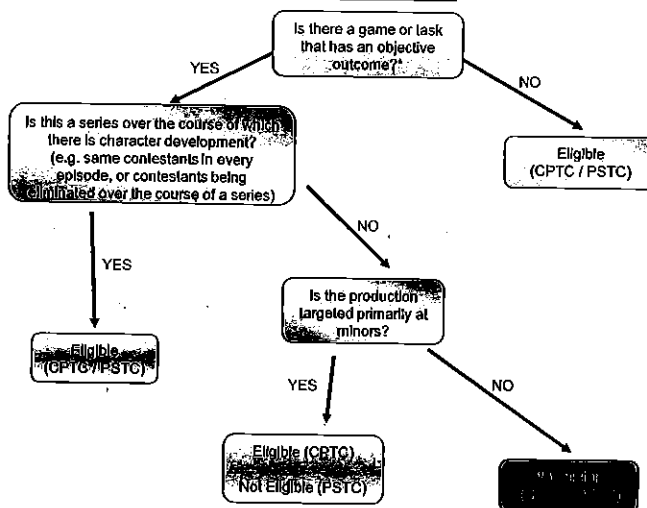 Is there a game or task
that has an objective
outcome?*
YES
NO
Is this a series over the course of which
there is character development?
(e.g. same contestants in every
episode, or contestants being
eliminated over the course of a series)
Eligible
(CPTC / PSTC)
YES
NO
Is the production
targeted primarily at
minors?
Eligible
(CPTC / PSTC)
YES
NO
Eligible (CPTC)
Not Eligible (PSTC)